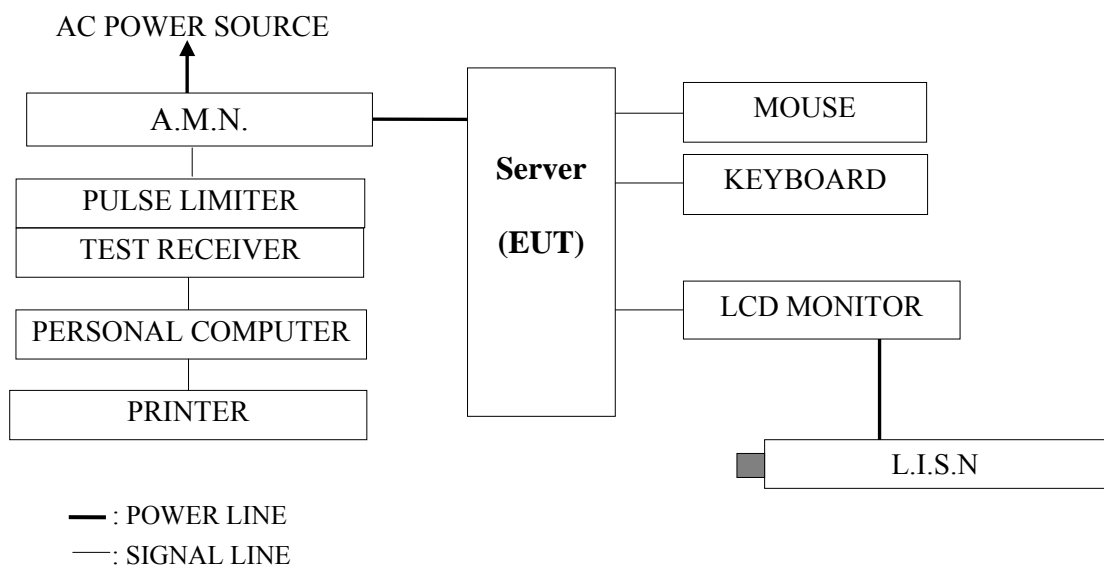 AC POWER SOURCE
A.M.N.
PULSE LIMITER
TEST RECEIVER
PERSONAL COMPUTER
PRINTER
Server
(EUT)
MOUSE
KEYBOARD
LCD MONITOR
L.I.S.N
: POWER LINE
: SIGNAL LINE